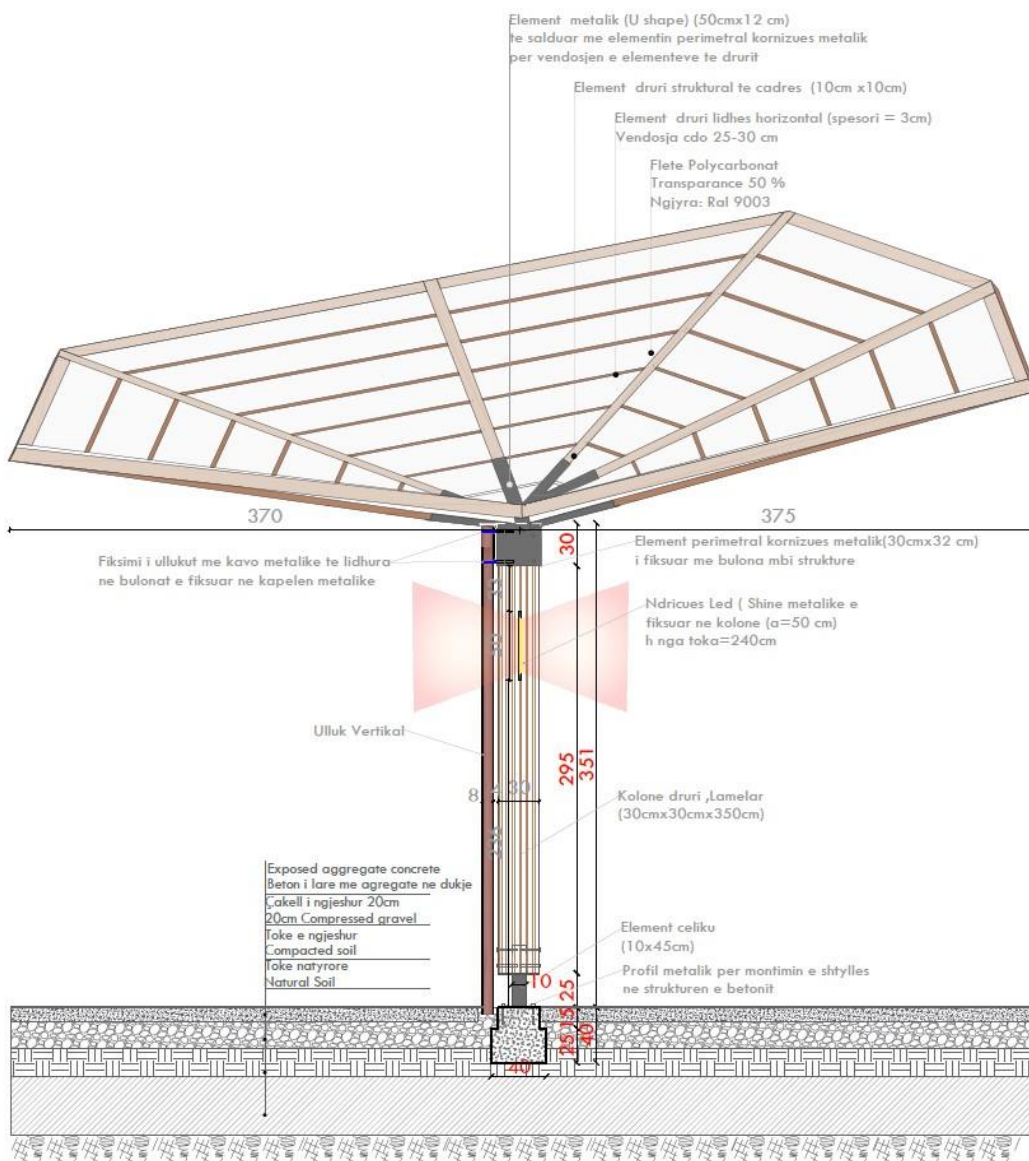 Element metalik (U shape) (50cmx12 cm)
te salduar me elementin perimetral kornizues metalik
per vendosjen e elementeve te drurit
Element druri struktural te cadres (10cm x10cm)
Element druri lidhes horizontal (spesori = 3cm)
Vendosja cdo 25-30 cm
Flete Polycarbonat
Transparance 50 %
Ngjyra: Ral 9003
370
375
30
Fiksimi i ullukut me kavo metalike te lidhura
ne bulonat e fiksuar ne kapelen metalike
Element perimetral kornizues metalik(30cmx32 cm)
i fiksuar me bulona mbi strukture
Ndricues Led ( Shine metalike e
fiksuar ne kolone (a=50 cm)
h nga toka=240cm
50
Ulluk Vertikal
295
351
8
30
Kolone druri ,Lamelar
(30cmx30cmx350cm)
Exposed aggregate concrete
Beton i lare me agregate ne dukje
Çakell i ngjeshur 20cm
20cm Compressed gravel
Toke e ngjeshur
Compacted soil
Toke natyrore
Natural Soil
Element celiku
(10x45cm)
Profil metalik per montimin e shtylles
ne strukturen e betonit
10
25
15
25
40
40